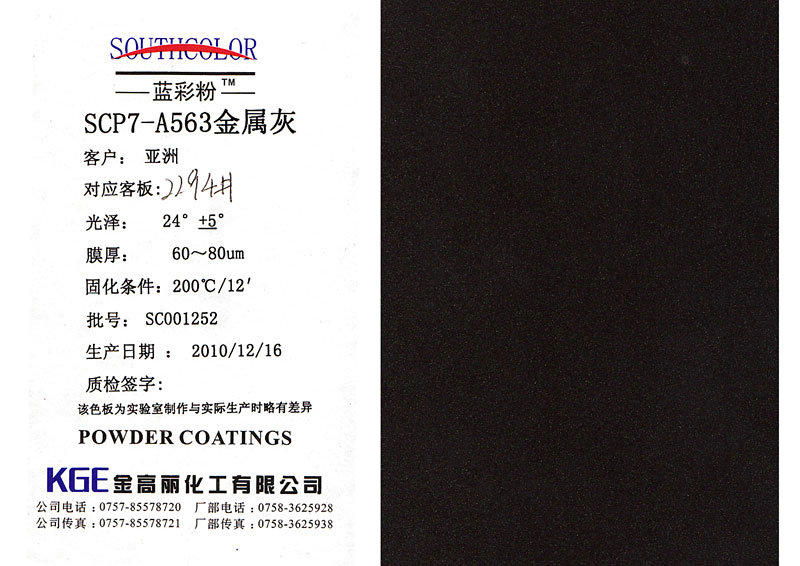 SOUTHCOLOR
蓝彩粉™
SCP7-A563金属灰
客户： 亚洲
对应客板:2294#
光泽： 24° ±5°
膜厚： 60～80um
固化条件：200℃/12′
批号： SC001252
生产日期 ： 2010/12/16
质检签字:
该色板为实验室制作与实际生产时略有差异
POWDER COATINGS
KGE 金高丽化工有限公司
公司电话：0757-85578720 厂部电话：0758-3625928
公司传真：0757-85578721 厂部传真：0758-3625938